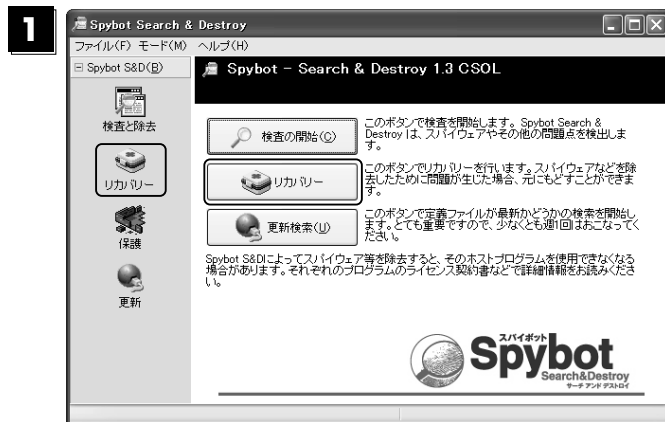 1
Spybot Search & Destroy
ファイル(F) モード(M) ヘルプ(H)
Spybot S&D(B)
検査と除去
リカバリー
保護
更新
Spybot - Search & Destroy 1.3 CSOL
検査の開始(C)
このボタンで検査を開始します。Spybot Search &
Destroy は、スパイウェアやその他の問題点を検出しま
す。
リカバリー
このボタンでリカバリーを行います。スパイウェアなどを除
去したために問題が生じた場合、元にもどすことができま
す。
更新検索(U)
このボタンで定義ファイルが最新かどうかの検索を開始し
ます。とても重要ですので、少なくとも週1回はおこなってく
ださい。
Spybot S&Dによってスパイウェア等を除去すると、そのホストプログラムを使用できなくなる
場合があります。それぞれのプログラムのライセンス契約書などで詳細情報をお読みくださ
い。
スパイボット
Spybot
Search&Destroy
サーチ アンド デストロイ